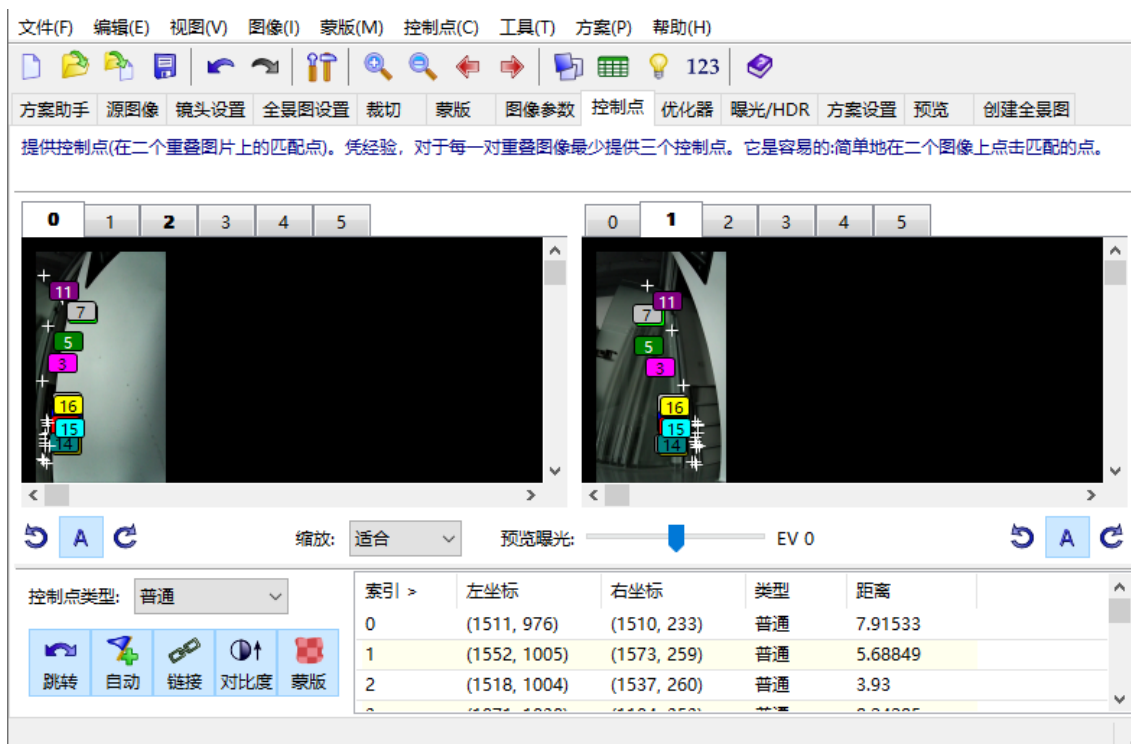 文件(F) 编辑(E) 视图(V) 图像(I) 蒙版(M) 控制点(C) 工具(T) 方案(P) 帮助(H)
123
方案助手 源图像 镜头设置 全景图设置 裁切 蒙版 图像参数 控制点 优化器 曝光/HDR 方案设置 预览 创建全景图
提供控制点(在二个重叠图片上的匹配点)。凭经验，对于每一对重叠图像最少提供三个控制点。它是容易的:简单地在二个图像上点击匹配的点。
0 1 2 3 4 5 0 1 2 3 4 5
11
7
5
3
16
15
14
11
7
5
3
16
15
14
A 缩放: 适合 预览曝光: EV 0 A
控制点类型: 普通
跳转 自动 链接 对比度 蒙版
索引 > 左坐标 右坐标 类型 距离
0 (1511, 976) (1510, 233) 普通 7.91533
1 (1552, 1005) (1573, 259) 普通 5.68849
2 (1518, 1004) (1537, 260) 普通 3.93